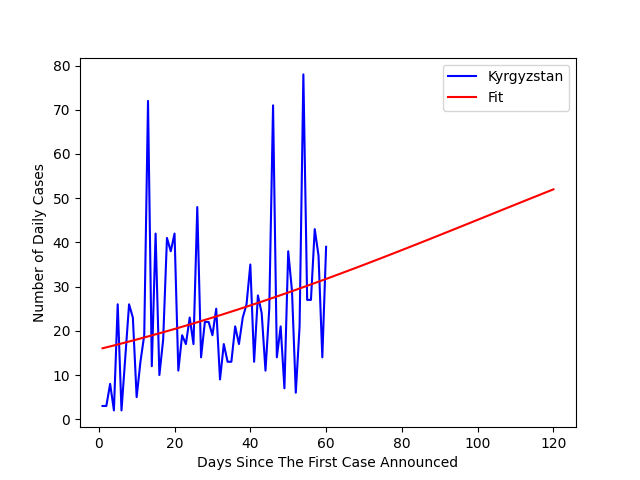 80
70
60
50
40
30
20
10
0
Number of Daily Cases
Kyrgyzstan
Fit
0 20 40 60 80 100 120
Days Since The First Case Announced